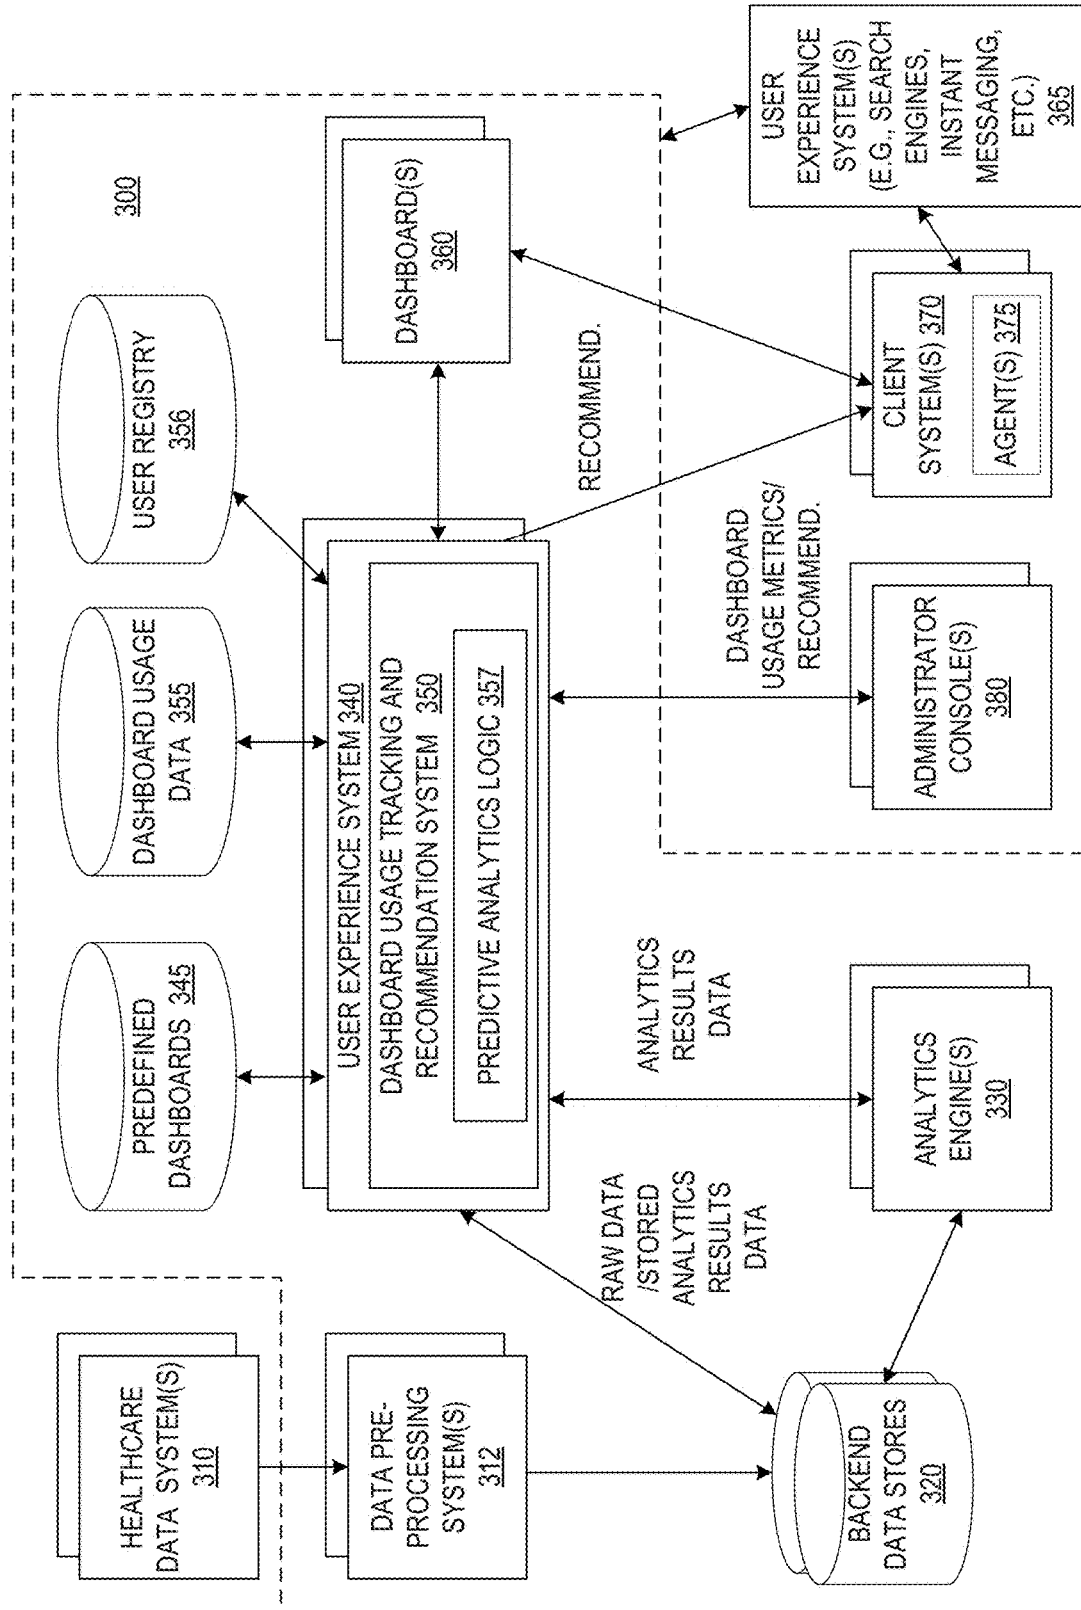 300
HEALTHCARE
DATA SYSTEM(S)
310
PREDEFINED
DASHBOARDS 345
DASHBOARD USAGE
DATA 355
USER REGISTRY
356
DATA PRE-
PROCESSING
SYSTEM(S)
312
USER EXPERIENCE SYSTEM 340
DASHBOARD USAGE TRACKING AND
RECOMMENDATION SYSTEM 350
PREDICTIVE ANALYTICS LOGIC 357
DASHBOARD(S)
360
RECOMMEND.
RAW DATA
/STORED
ANALYTICS
RESULTS
DATA
ANALYTICS
RESULTS
DATA
DASHBOARD
USAGE METRICS/
RECOMMEND.
BACKEND
DATA STORES
320
ANALYTICS
ENGINE(S)
330
ADMINISTRATOR
CONSOLE(S)
380
CLIENT
SYSTEM(S) 370
AGENT(S) 375
USER
EXPERIENCE
SYSTEM(S)
(E.G., SEARCH
ENGINES,
INSTANT
MESSAGING,
ETC.)
365